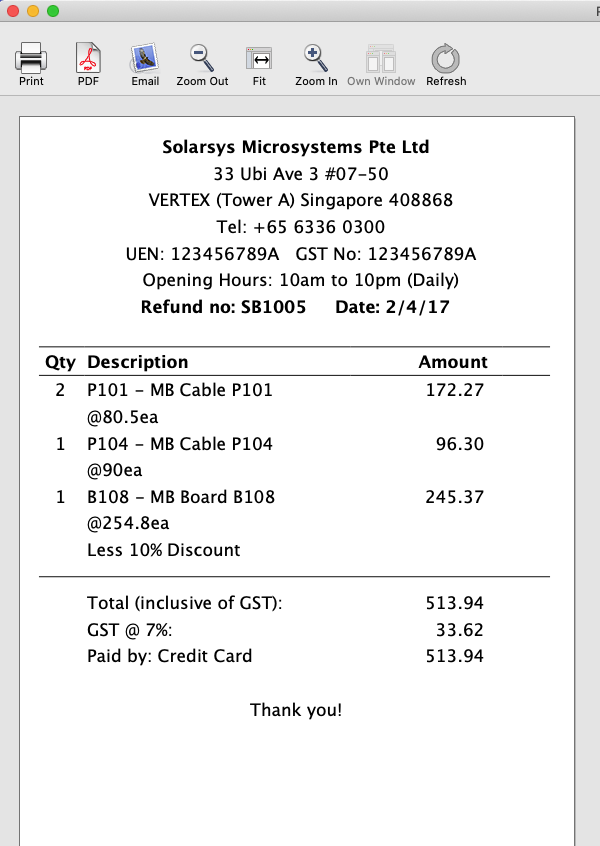 Print PDF Email Zoom Out Fit Zoom In Own Window Refresh
PDF
Solarsys Microsystems Pte Ltd
33 Ubi Ave 3 #07-50
VERTEX (Tower A) Singapore 408868
Tel: +65 6336 0300
UEN: 123456789A GST No: 123456789A
Opening Hours: 10am to 10pm (Daily)
Refund no: SB1005 Date: 2/4/17
Qty Description Amount
2 P101 - MB Cable P101 172.27
@80.5ea
1 P104 - MB Cable P104 96.30
@90ea
1 B108 - MB Board B108 245.37
@254.8ea
Less 10% Discount
Total (inclusive of GST): 513.94
GST @ 7%: 33.62
Paid by: Credit Card 513.94
Thank you!